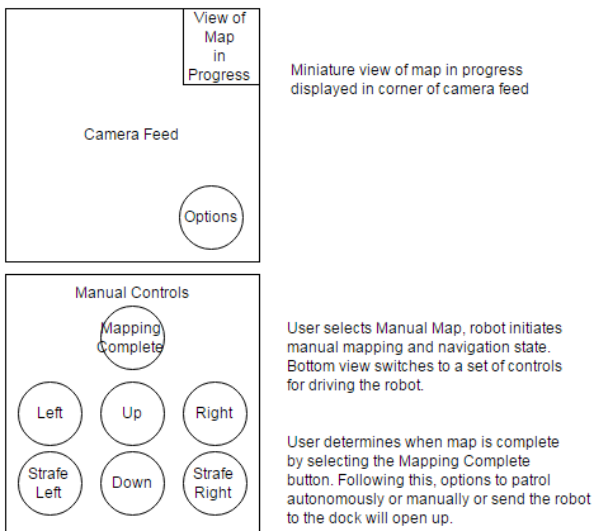 View of
Map
in
Progress
Miniature view of map in progress
displayed in corner of camera feed
Camera Feed
Options
Manual Controls
Mapping
Complete
User selects Manual Map, robot initiates
manual mapping and navigation state.
Bottom view switches to a set of controls
for driving the robot.
Left
Up
Right
Strafe
Left
Down
Strafe
Right
User determines when map is complete
by selecting the Mapping Complete
button. Following this, options to patrol
autonomously or manually or send the robot
to the dock will open up.